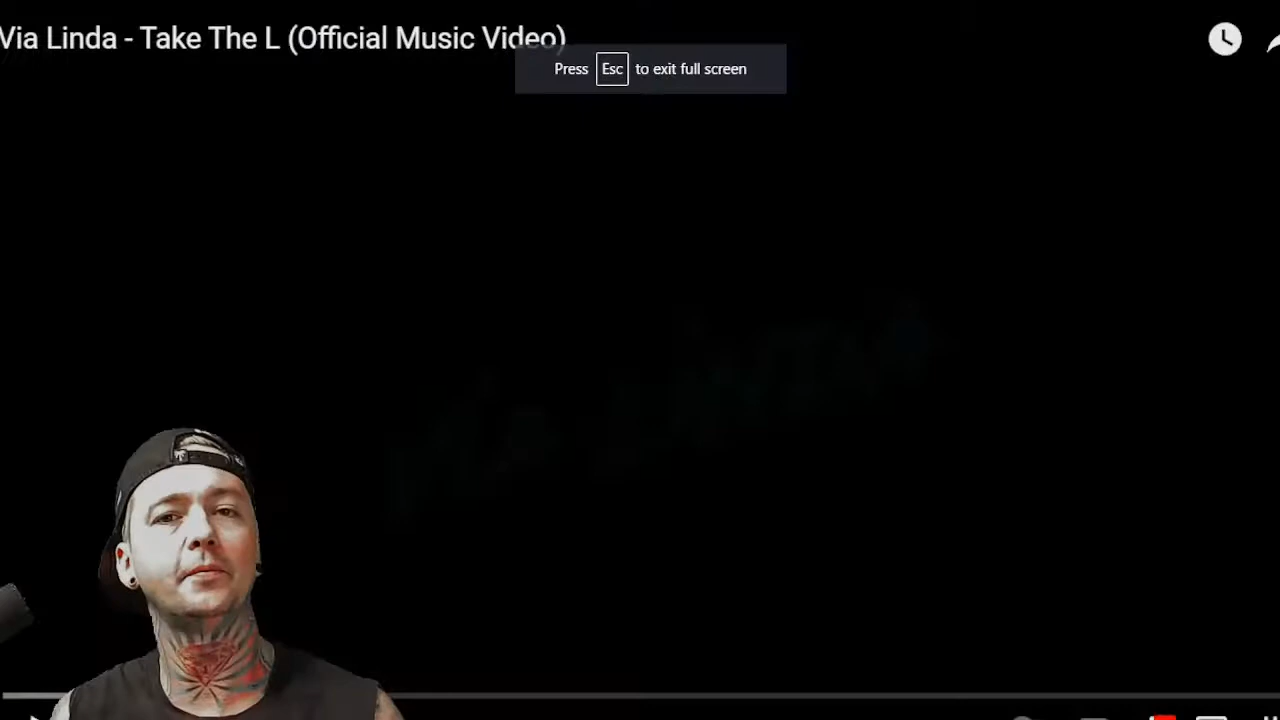 Via Linda - Take The L (Official Music Video)
Press Esc to exit full screen